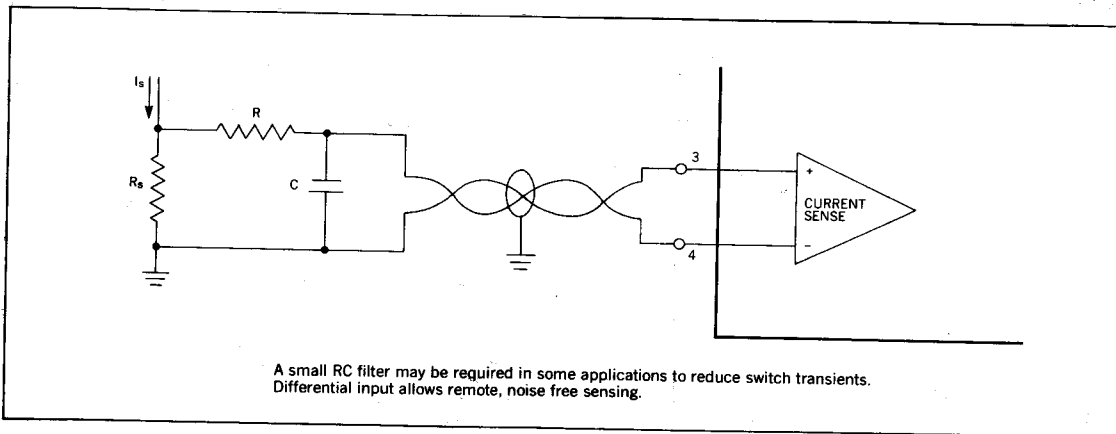 Is
R
3
Rs
C
+
CURRENT
SENSE
−
4
A small RC filter may be required in some applications to reduce switch transients.
Differential input allows remote, noise free sensing.